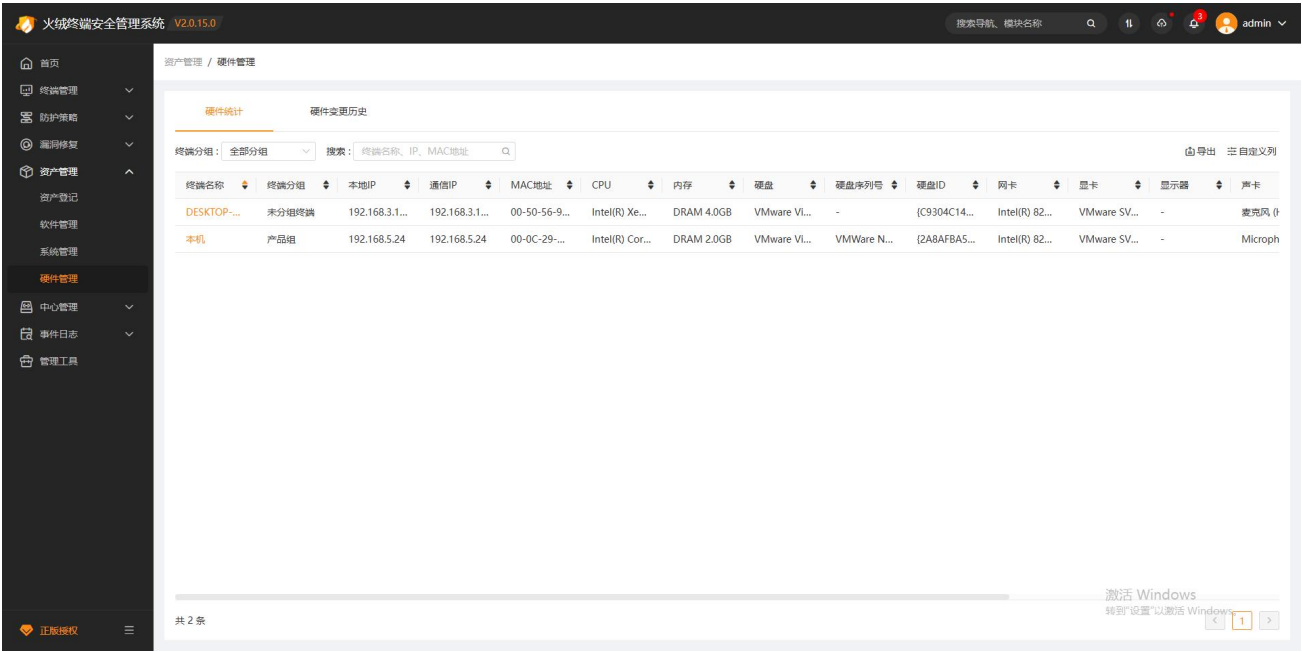 火绒终端安全管理系统 V2.0.15.0 搜索导航、模块名称 3 admin
首页
终端管理
防护策略
漏洞修复
资产管理
资产登记
软件管理
系统管理
硬件管理
中心管理
事件日志
管理工具
正版授权
资产管理 / 硬件管理
硬件统计 硬件变更历史
终端分组： 全部分组 搜索： 终端名称、IP、MAC地址 导出 自定义列
终端名称 终端分组 本地IP 通信IP MAC地址 CPU 内存 硬盘 硬盘序列号 硬盘ID 网卡 显卡 显示器 声卡
DESKTOP-... 未分组终端 192.168.3.1... 192.168.3.1... 00-50-56-9... Intel(R) Xe... DRAM 4.0GB VMware VI... - {C9304C14... Intel(R) 82... VMware SV... - 麦克风 (H
本机 产品组 192.168.5.24 192.168.5.24 00-0C-29-... Intel(R) Cor... DRAM 2.0GB VMware Vi... VMWare N... {2A8AFBA5... Intel(R) 82... VMware SV... - Microph
激活 Windows
转到"设置"以激活 Windows。
共 2 条 < 1 >